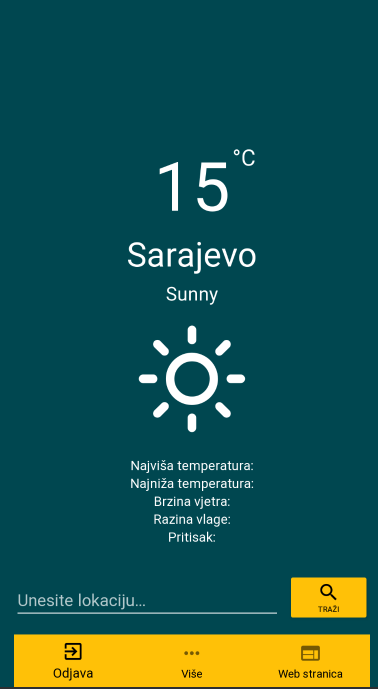 15 °C
Sarajevo
Sunny
Najviša temperatura:
Najniža temperatura:
Brzina vjetra:
Razina vlage:
Pritisak:
Unesite lokaciju...
TRAŽI
Odjava Više Web stranica